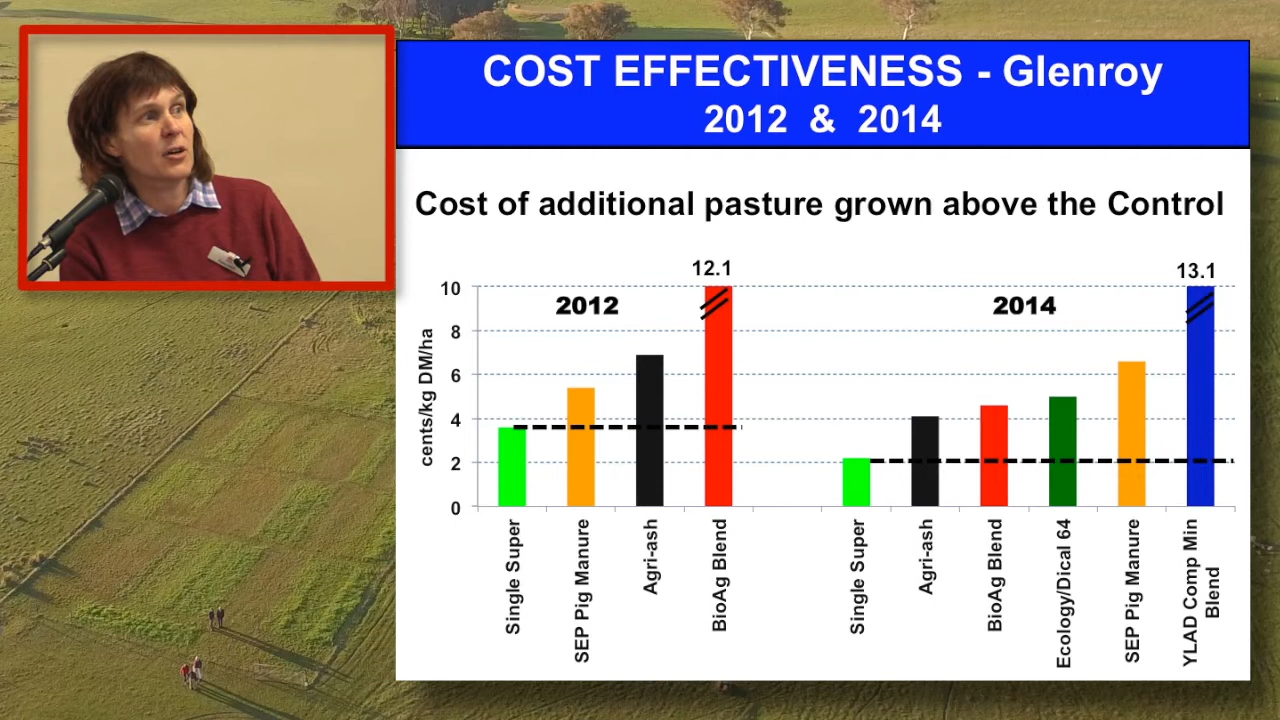 COST EFFECTIVENESS - Glenroy
2012 & 2014
Cost of additional pasture grown above the Control
12.1
13.1
2012
2014
cents/kg DM/ha
10
8
6
4
2
0
Single Super
SEP Pig Manure
Agri-ash
BioAg Blend
Single Super
Agri-ash
BioAg Blend
Ecology/Dical 64
SEP Pig Manure
YLAD Comp Min
Blend